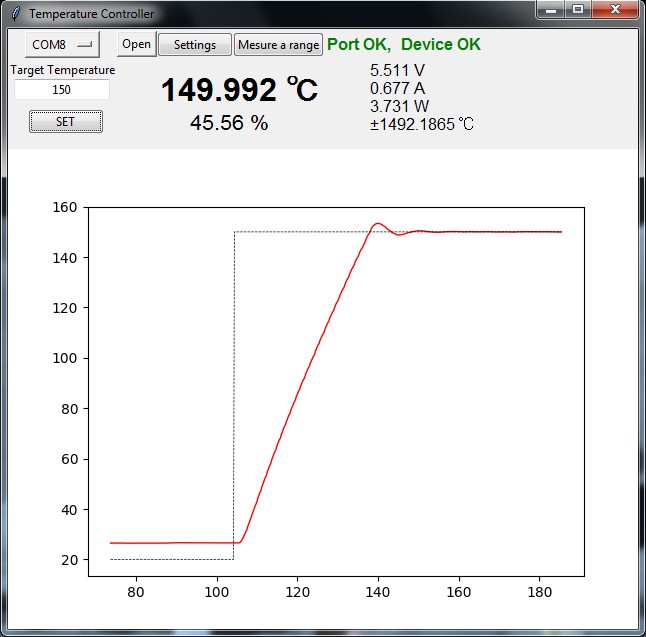 Temperature Controller
COM8 Open Settings Mesure a range Port OK, Device OK
Target Temperature
150
SET
149.992 °C
45.56 %
5.511 V
0.677 A
3.731 W
±1492.1865 °C
160
140
120
100
80
60
40
20
80 100 120 140 160 180